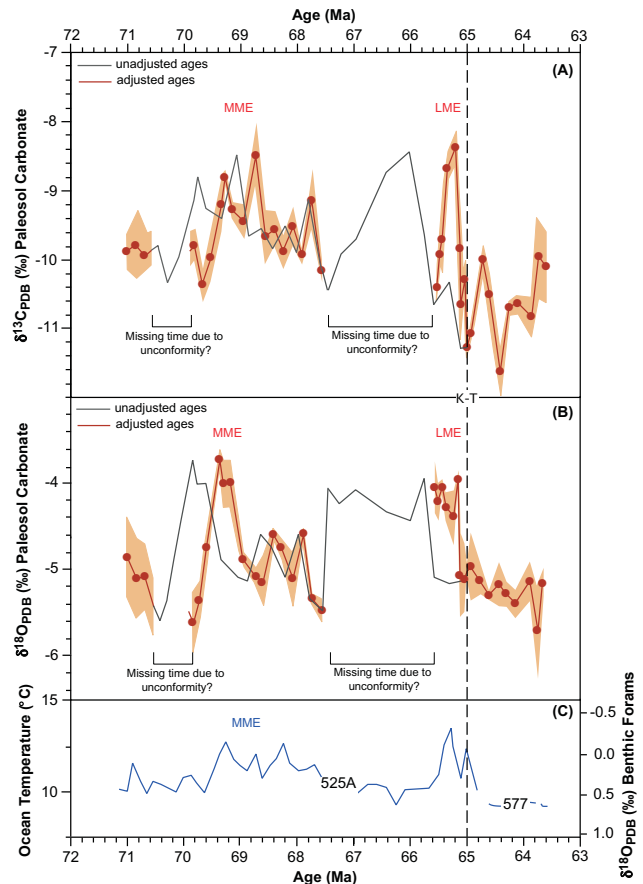 Age (Ma)
72 71 70 69 68 67 66 65 64 63
-7
unadjusted ages
adjusted ages
(A)
MME
LME
-8
-9
-10
-11
δ13CPDB (‰) Paleosol Carbonate
Missing time due to
unconformity?
Missing time due to
unconformity?
K-T
unadjusted ages
adjusted ages
(B)
MME
LME
-4
-5
-6
δ18OPDB (‰) Paleosol Carbonate
Missing time due to
unconformity?
Missing time due to
unconformity?
15
(C)
MME
-0.5
0.0
525A
10
0.5
577
1.0
Ocean Temperature (°C)
δ18OPDB (‰) Benthic Forams
72 71 70 69 68 67 66 65 64 63
Age (Ma)